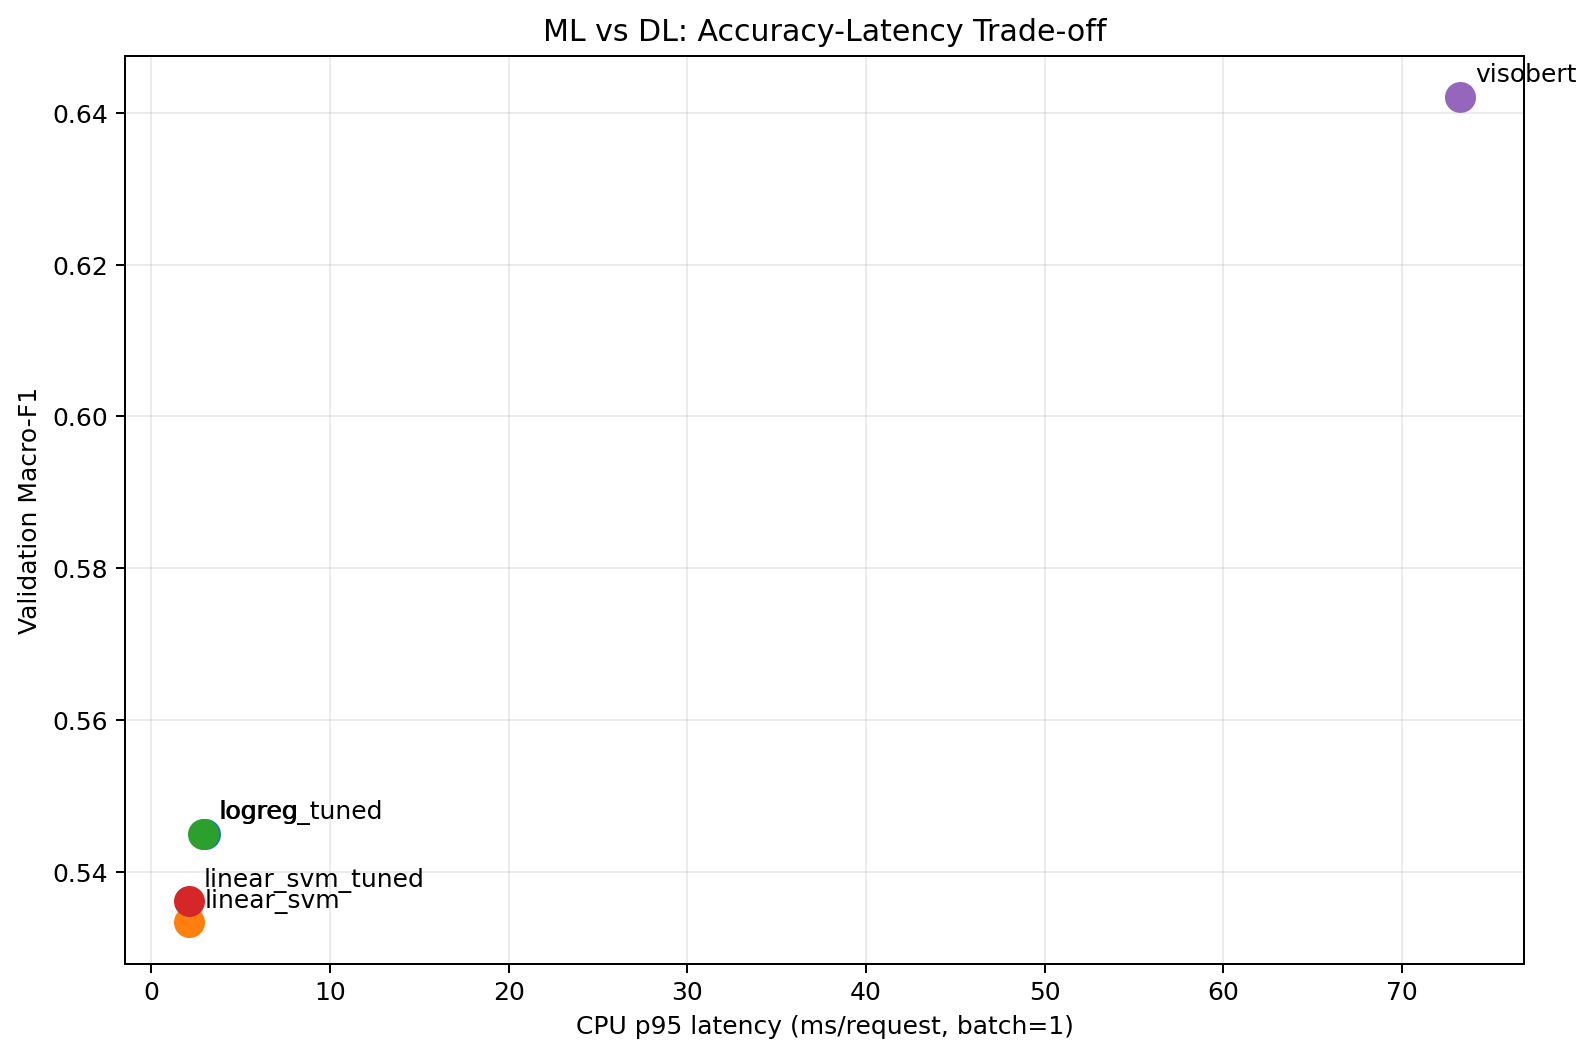 ML vs DL: Accuracy-Latency Trade-off
visobert
0.64
0.62
0.60
0.58
0.56
0.54
Validation Macro-F1
logreg
logreg_tuned
linear_svm_tuned
linear_svm
0
10
20
30
40
50
60
70
CPU p95 latency (ms/request, batch=1)